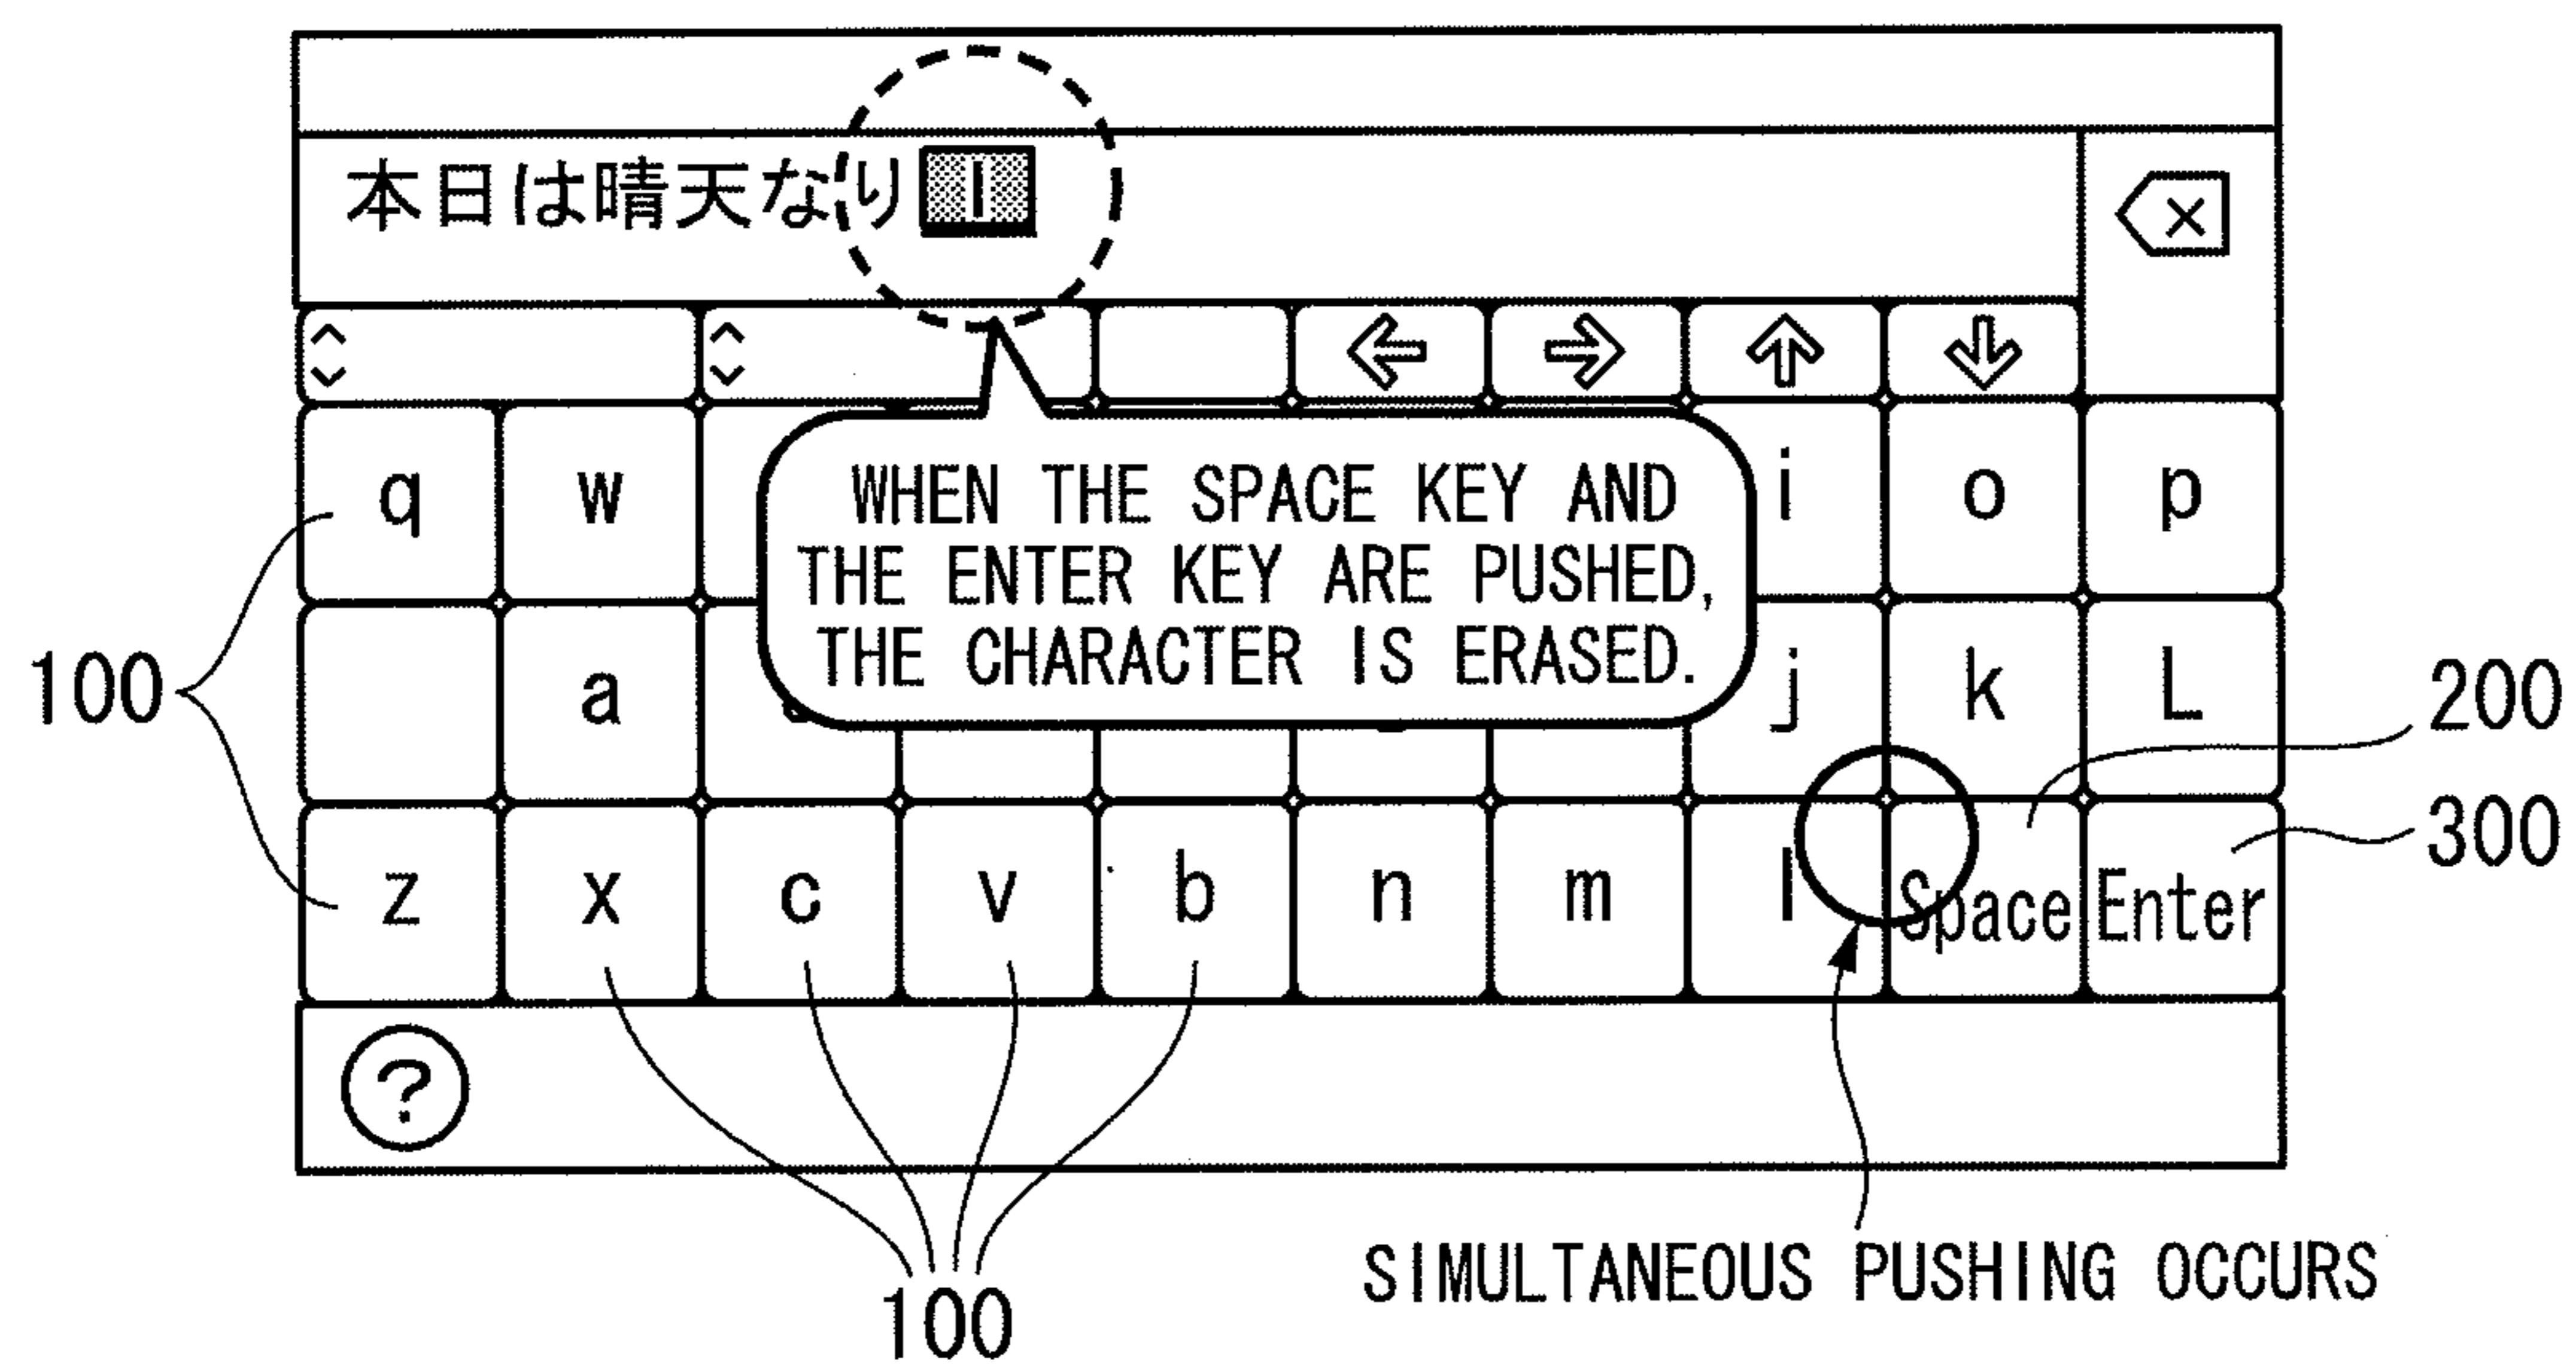 本日は晴天なりl
q w i o p
WHEN THE SPACE KEY AND
THE ENTER KEY ARE PUSHED,
THE CHARACTER IS ERASED.
a j k L
100
200
300
z x c v b n m l Space Enter
?
100
SIMULTANEOUS PUSHING OCCURS